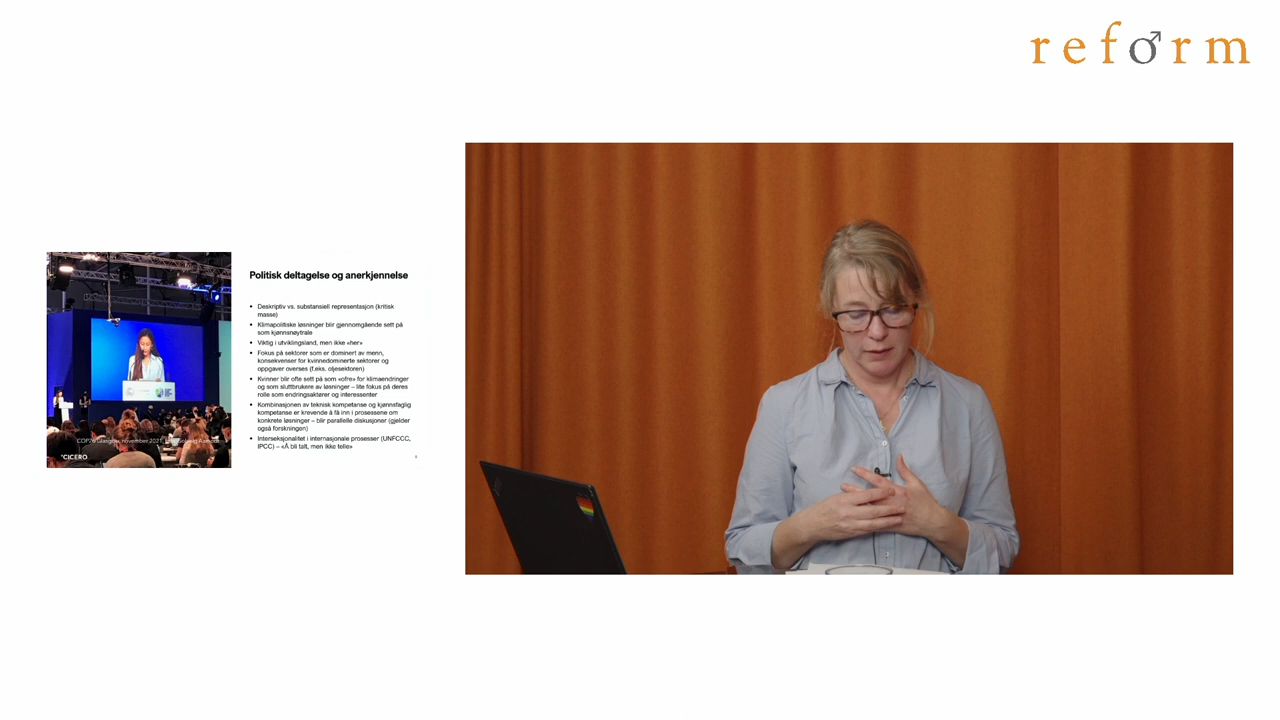 reform
Politisk deltagelse og anerkjennelse
• Deskriptiv vs. substansiell representasjon (kritisk
masse)
• Klimapolitiske løsninger blir gjennomgående sett på
som kjønnsnøytrale
• Viktig i utviklingsland, men ikke «her»
• Fokus på sektorer som er dominert av menn,
konsekvenser for kvinnedominerte sektorer og
oppgaver overses (f.eks. oljesektoren)
• Kvinner blir ofte sett på som «ofre» for klimaendringer
og som sluttbrukere av løsninger – lite fokus på deres
rolle som endringsaktører og interessenter
• Kombinasjonen av teknisk kompetanse og kjønnsfaglig
kompetanse er krevende å få inn i prosessene om
konkrete løsninger – blir parallelle diskusjoner (gjelder
også forskningen)
• Interseksjonalitet i internasjonale prosesser (UNFCCC,
IPCC) – «Å bli talt, men ikke telle»
COP26 Glasgow, november 2021
°CICERO